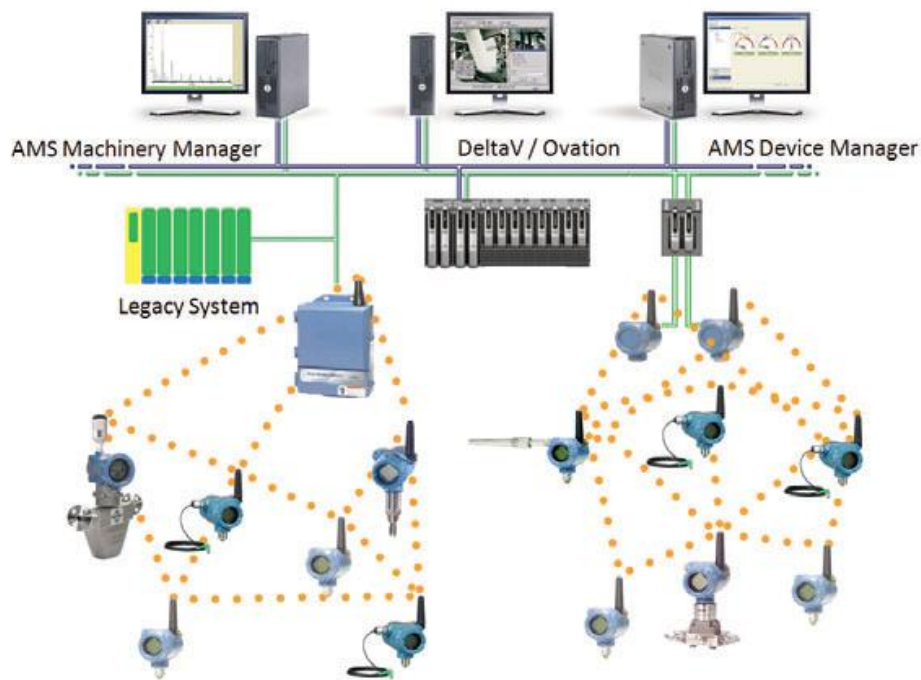 AMS Machinery Manager
DeltaV / Ovation
AMS Device Manager
Legacy System